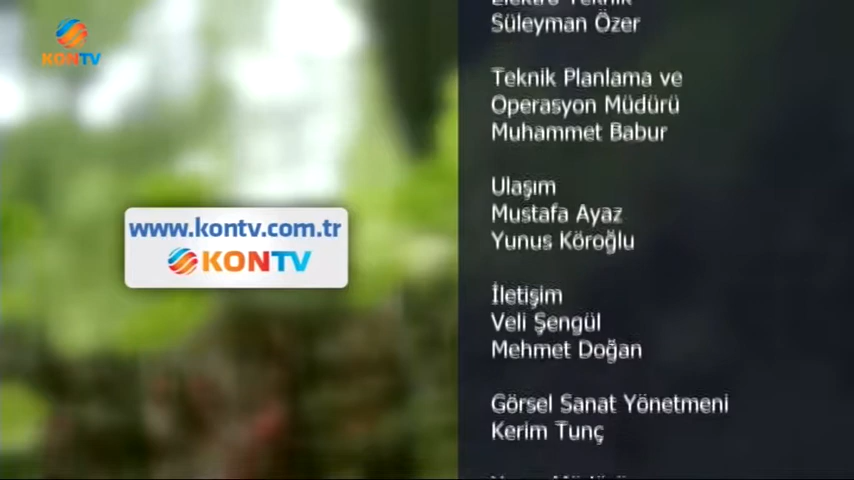 KONTV
www.kontv.com.tr
KONTV
Süleyman Özer
Teknik Planlama ve
Operasyon Müdürü
Muhammet Babur
Ulaşım
Mustafa Ayaz
Yunus Köroğlu
İletişim
Veli Şengül
Mehmet Doğan
Görsel Sanat Yönetmeni
Kerim Tunç